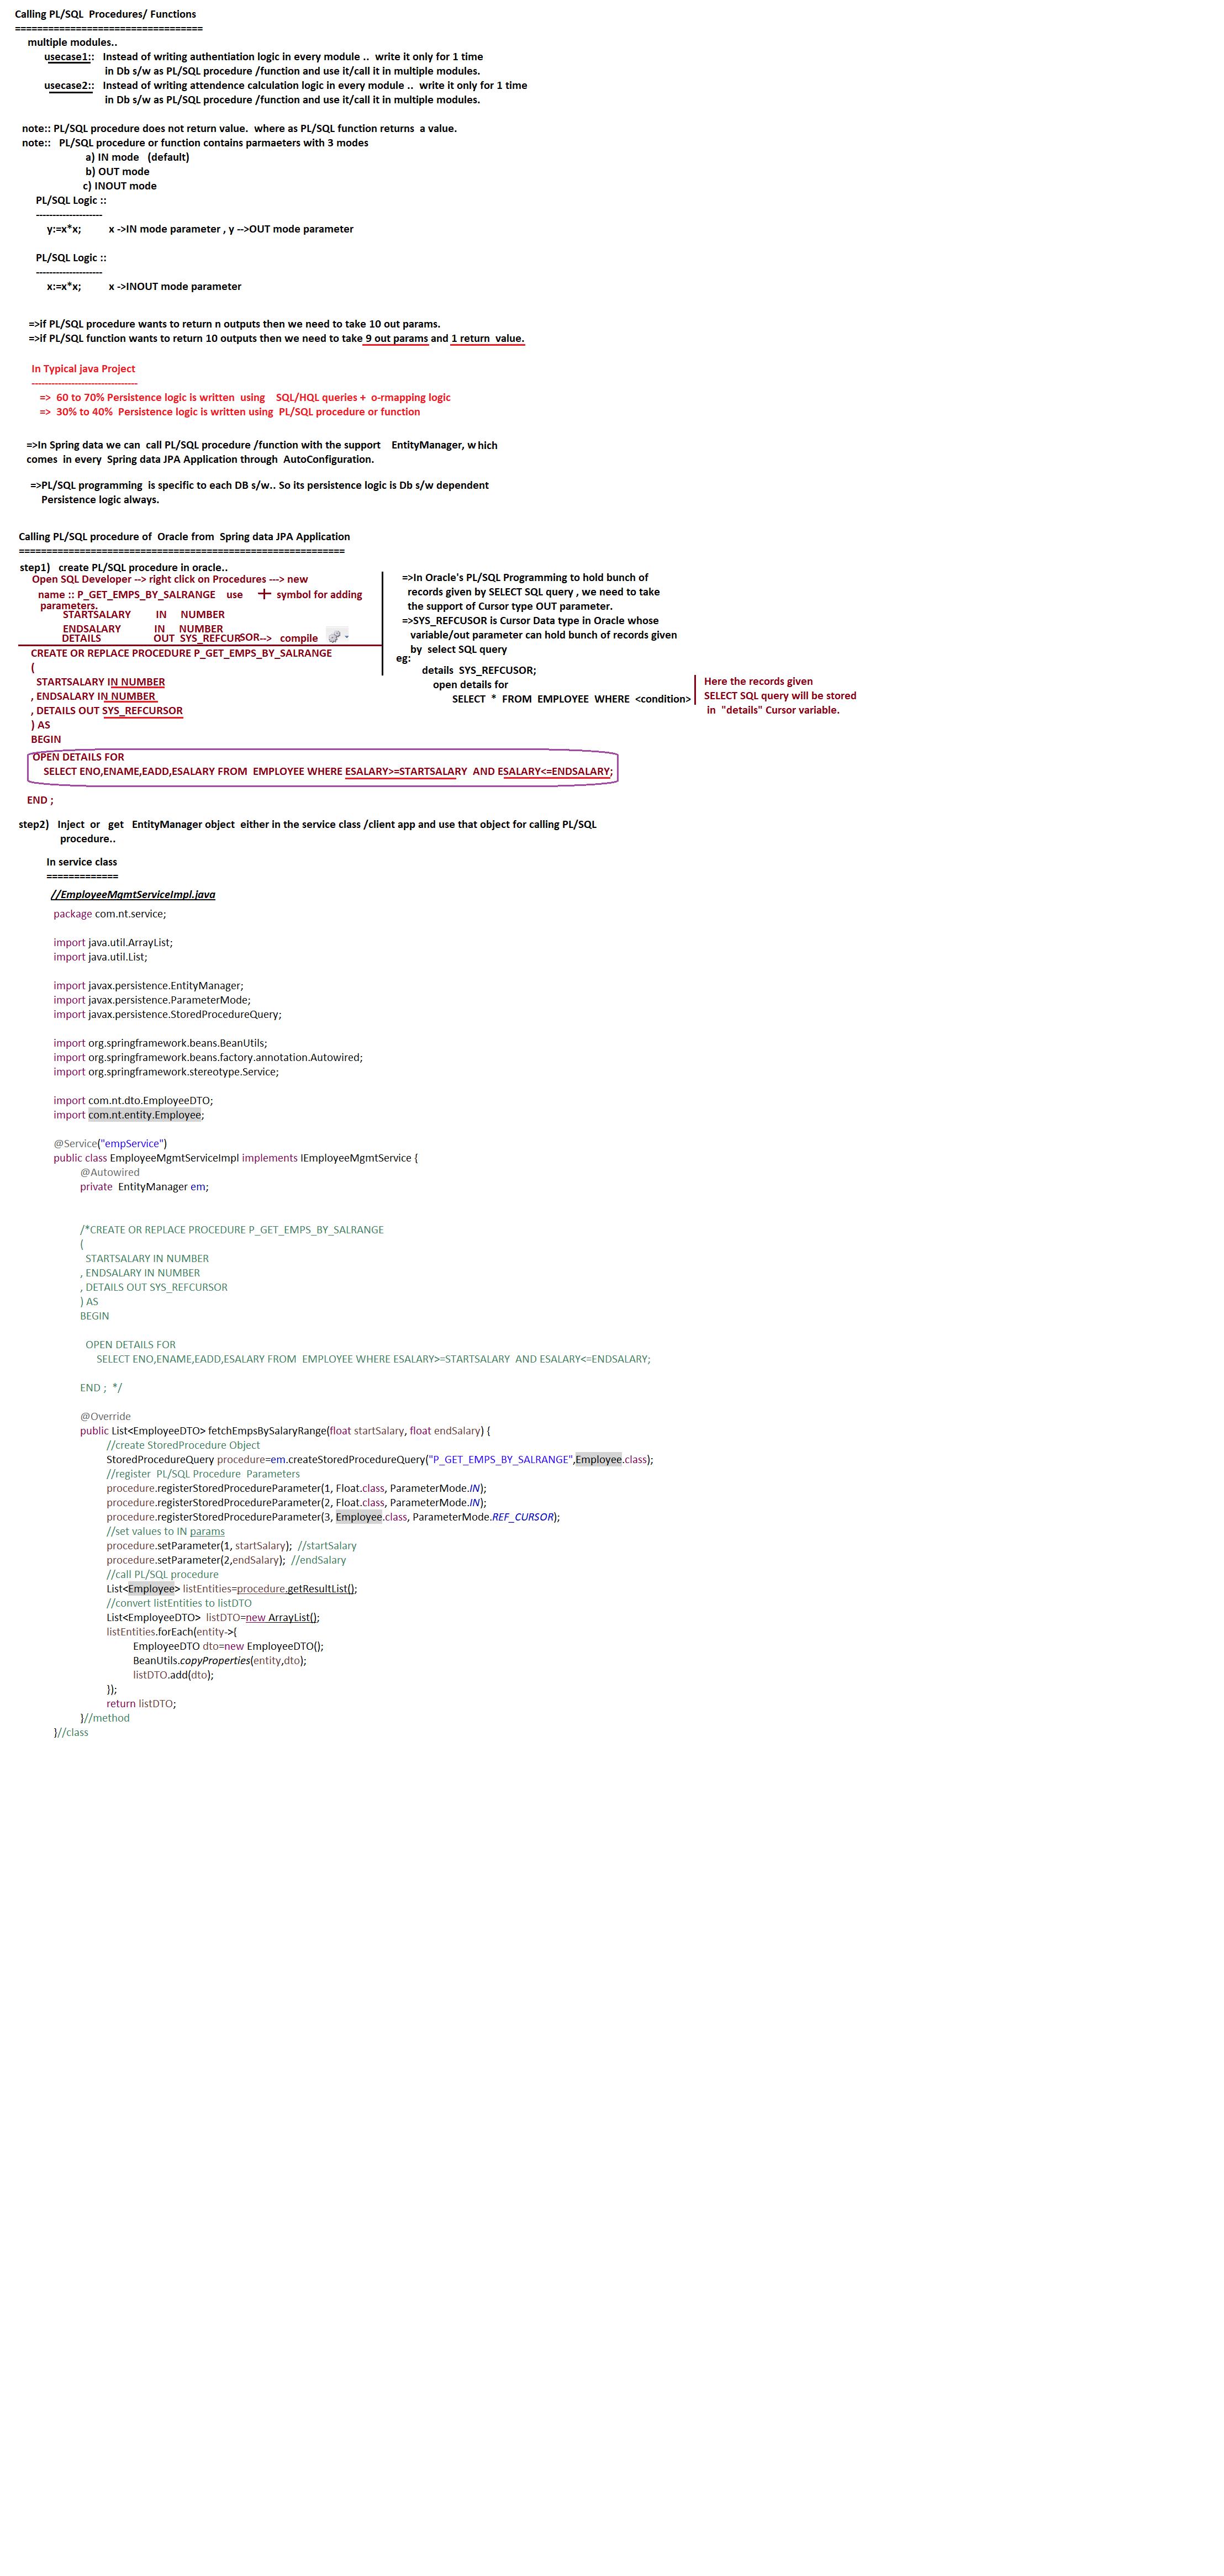 Calling PL/SQL  Procedures/ Functions
==================================
multiple modules..
usecase1::   Instead of writing authentiation logic in every module ..  write it only for 1 time
in Db s/w as PL/SQL procedure /function and use it/call it in multiple modules.
usecase2::   Instead of writing attendence calculation logic in every module ..  write it only for 1 time
in Db s/w as PL/SQL procedure /function and use it/call it in multiple modules.
note:: PL/SQL procedure does not return value.  where as PL/SQL function returns  a value.
note::   PL/SQL procedure or function contains parmaeters with 3 modes
a) IN mode   (default)
b) OUT mode
c) INOUT mode
PL/SQL Logic ::
--------------------
y:=x*x;          x ->IN mode parameter , y -->OUT mode parameter
PL/SQL Logic ::
--------------------
x:=x*x;          x ->INOUT mode parameter
=>if PL/SQL procedure wants to return n outputs then we need to take 10 out params.
=>if PL/SQL function wants to return 10 outputs then we need to take 9 out params and 1 return  value.
In Typical java Project
--------------------------------
=>  60 to 70% Persistence logic is written  using    SQL/HQL queries +  o-rmapping logic
=>  30% to 40%  Persistence logic is written using  PL/SQL procedure or function
=>In Spring data we can  call PL/SQL procedure /function with the support    EntityManager, w hich
comes  in every  Spring data JPA Application through  AutoConfiguration.
=>PL/SQL programming  is specific to each DB s/w.. So its persistence logic is Db s/w dependent
Persistence logic always.
Calling PL/SQL procedure of  Oracle from  Spring data JPA Application
===========================================================
step1)   create PL/SQL procedure in oracle..
Open SQL Developer --> right click on Procedures ---> new
name :: P_GET_EMPS_BY_SALRANGE    use     +  symbol for adding
parameters.
STARTSALARY         IN     NUMBER
ENDSALARY            IN     NUMBER
DETAILS                   OUT  SYS_REFCURSOR-->   compile
=>In Oracle's PL/SQL Programming to hold bunch of
records given by SELECT SQL query , we need to take
the support of Cursor type OUT parameter.
=>SYS_REFCUSOR is Cursor Data type in Oracle whose
variable/out parameter can hold bunch of records given
by  select SQL query
eg:
details  SYS_REFCUSOR;
open details for
SELECT  *  FROM  EMPLOYEE  WHERE  <condition>
Here the records given
SELECT SQL query will be stored
in  "details" Cursor variable.
CREATE OR REPLACE PROCEDURE P_GET_EMPS_BY_SALRANGE
(
STARTSALARY IN NUMBER
, ENDSALARY IN NUMBER
, DETAILS OUT SYS_REFCURSOR
) AS
BEGIN
OPEN DETAILS FOR
SELECT ENO,ENAME,EADD,ESALARY FROM  EMPLOYEE WHERE ESALARY>=STARTSALARY  AND ESALARY<=ENDSALARY;
END ;
step2)   Inject  or   get   EntityManager object  either in the service class /client app and use that object for calling PL/SQL
procedure..
In service class
=============
//EmployeeMgmtServiceImpl.java
package com.nt.service;
import java.util.ArrayList;
import java.util.List;
import javax.persistence.EntityManager;
import javax.persistence.ParameterMode;
import javax.persistence.StoredProcedureQuery;
import org.springframework.beans.BeanUtils;
import org.springframework.beans.factory.annotation.Autowired;
import org.springframework.stereotype.Service;
import com.nt.dto.EmployeeDTO;
import com.nt.entity.Employee;
@Service("empService")
public class EmployeeMgmtServiceImpl implements IEmployeeMgmtService {
@Autowired
private  EntityManager em;
/*CREATE OR REPLACE PROCEDURE P_GET_EMPS_BY_SALRANGE
(
STARTSALARY IN NUMBER
, ENDSALARY IN NUMBER
, DETAILS OUT SYS_REFCURSOR
) AS
BEGIN
OPEN DETAILS FOR
SELECT ENO,ENAME,EADD,ESALARY FROM  EMPLOYEE WHERE ESALARY>=STARTSALARY  AND ESALARY<=ENDSALARY;
END ;  */
@Override
public List<EmployeeDTO> fetchEmpsBySalaryRange(float startSalary, float endSalary) {
//create StoredProcedure Object
StoredProcedureQuery procedure=em.createStoredProcedureQuery("P_GET_EMPS_BY_SALRANGE",Employee.class);
//register  PL/SQL Procedure  Parameters
procedure.registerStoredProcedureParameter(1, Float.class, ParameterMode.IN);
procedure.registerStoredProcedureParameter(2, Float.class, ParameterMode.IN);
procedure.registerStoredProcedureParameter(3, Employee.class, ParameterMode.REF_CURSOR);
//set values to IN params
procedure.setParameter(1, startSalary);  //startSalary
procedure.setParameter(2,endSalary);  //endSalary
//call PL/SQL procedure
List<Employee> listEntities=procedure.getResultList();
//convert listEntities to listDTO
List<EmployeeDTO>  listDTO=new ArrayList();
listEntities.forEach(entity->{
EmployeeDTO dto=new EmployeeDTO();
BeanUtils.copyProperties(entity,dto);
listDTO.add(dto);
});
return listDTO;
}//method
}//class